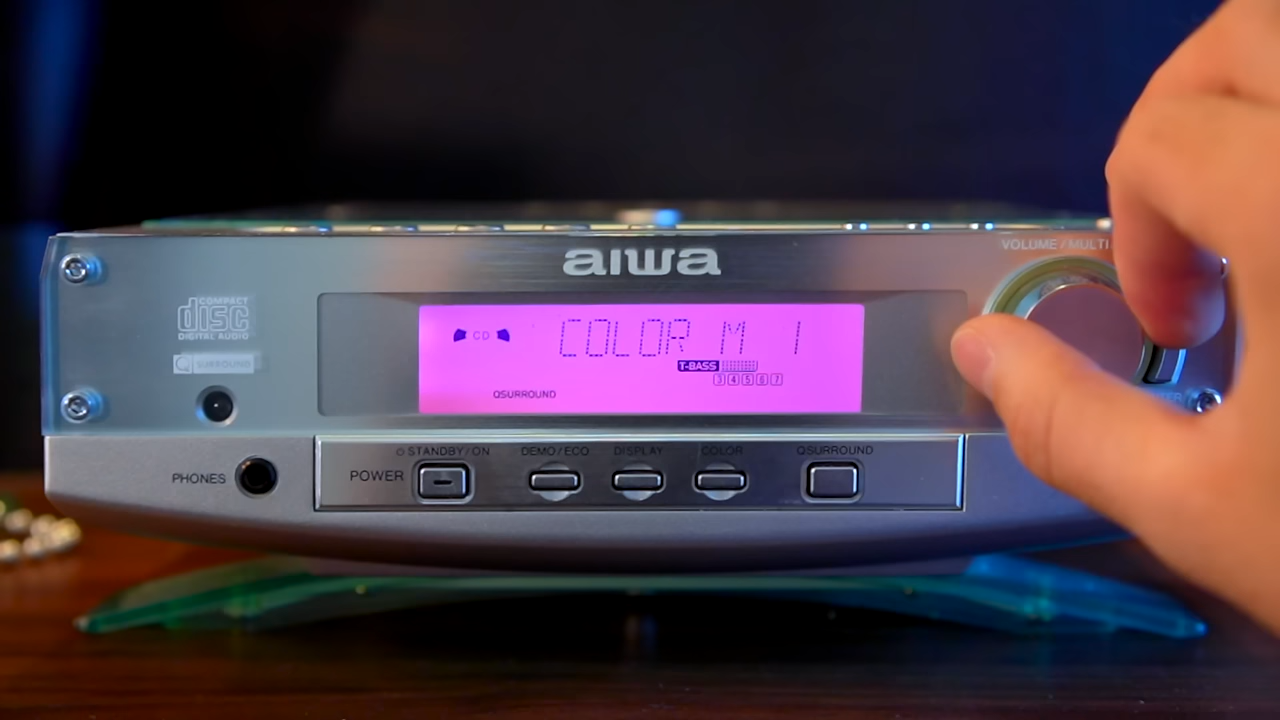 aiwa
VOLUME / MULTI
COMPACT
disc
DIGITAL AUDIO
Q SURROUND
CD
COLOR M 1
T-BASS
3 4 5 6 7
QSURROUND
STANDBY/ON
DEMO/ECO
DISPLAY
COLOR
QSURROUND
POWER
PHONES